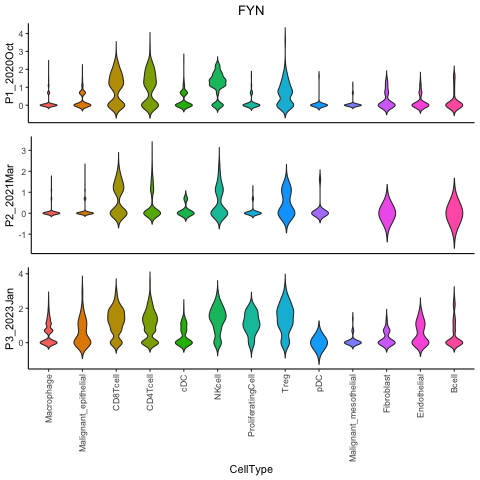 FYN
P1_2020Oct
4
3
2
1
0
P2_2021Mar
3
2
1
0
-1
P3_2023Jan
4
2
0
Macrophage
Malignant_epithelial
CD8Tcell
CD4Tcell
cDC
NKcell
ProliferatingCell
Treg
pDC
Malignant_mesothelial
Fibroblast
Endothelial
Bcell
CellType